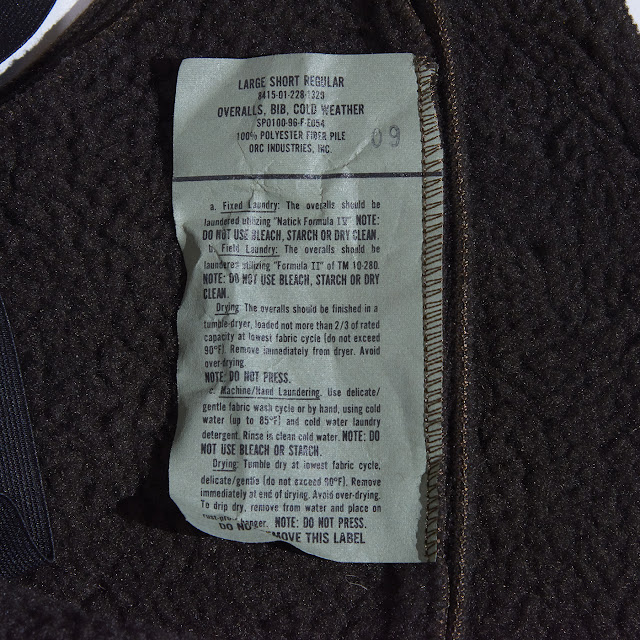 LARGE SHORT REGULAR
8415-01-228-1320
OVERALLS, BIB, COLD WEATHER
SPO100-96-F-E054
100% POLYESTER FIBER PILE
ORC INDUSTRIES, INC.
09
a. Fixed Laundry: The overalls should be
laundered utilizing "Natick Formula IV" NOTE:
DO NOT USE BLEACH, STARCH OR DRY CLEAN.
b. Field Laundry: The overalls should be
laundered utilizing "Formula II" of TM 10-280.
NOTE: DO NOT USE BLEACH, STARCH OR DRY
CLEAN.
Drying: The overalls should be finished in a
tumble-dryer, loaded not more than 2/3 of rated
capacity at lowest fabric cycle (do not exceed
90°F). Remove immediately from dryer. Avoid
over-drying.
NOTE: DO NOT PRESS.
c. Machine/Hand Laundering. Use delicate/
gentle fabric wash cycle or by hand, using cold
water (up to 85°F) and cold water laundry
detergent. Rinse is clean cold water. NOTE: DO
NOT USE BLEACH OR STARCH.
Drying: Tumble dry at lowest fabric cycle,
delicate/gentle (do not exceed 90°F). Remove
immediately at end of drying. Avoid over-drying.
To drip dry, remove from water and place on
NOTE: DO NOT PRESS.
DO THIS LABEL